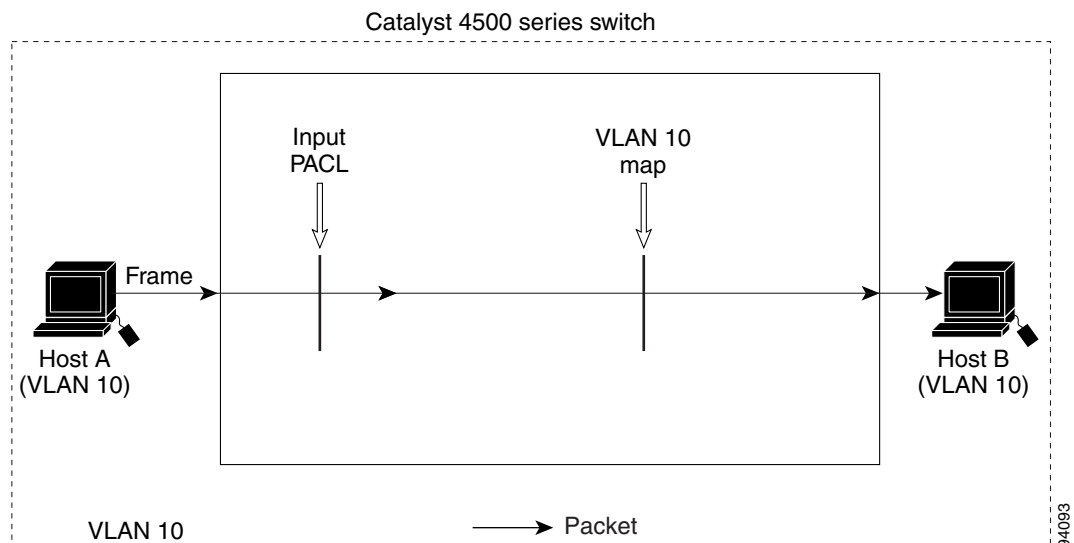 Catalyst 4500 series switch
Input
PACL
VLAN 10
map
Frame
Host A
(VLAN 10)
Host B
(VLAN 10)
VLAN 10
Packet
94093